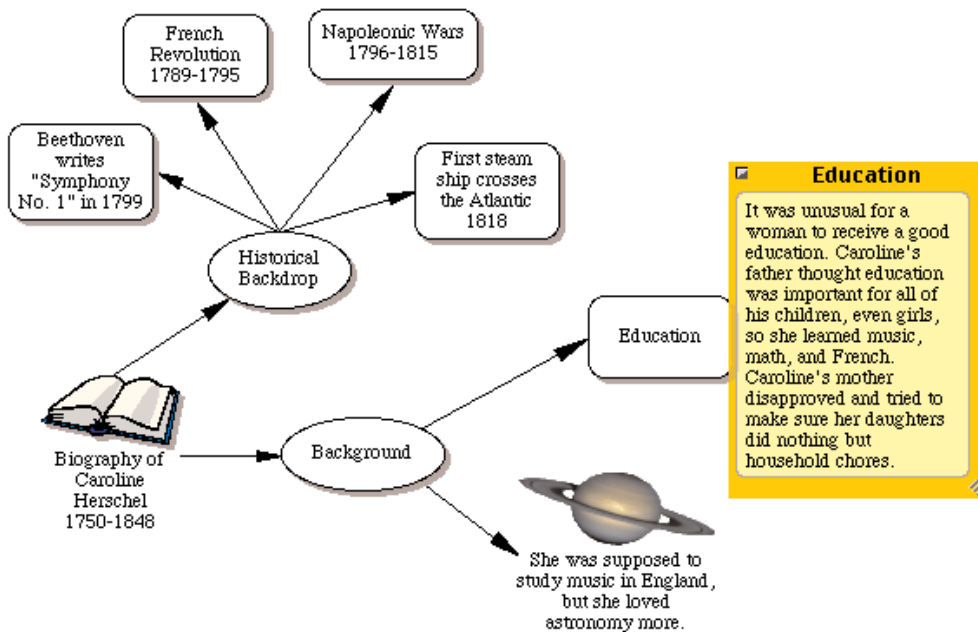 French
Revolution
1789-1795
Napoleonic Wars
1796-1815
Beethoven
writes
"Symphony
No. 1" in 1799
First steam
ship crosses
the Atlantic
1818
Historical
Backdrop
Biography of
Caroline
Herschel
1750-1848
Background
Education
Education
It was unusual for a
woman to receive a good
education. Caroline's
father thought education
was important for all of
his children, even girls,
so she learned music,
math, and French.
Caroline's mother
disapproved and tried to
make sure her daughters
did nothing but
household chores.
She was supposed to
study music in England,
but she loved
astronomy more.